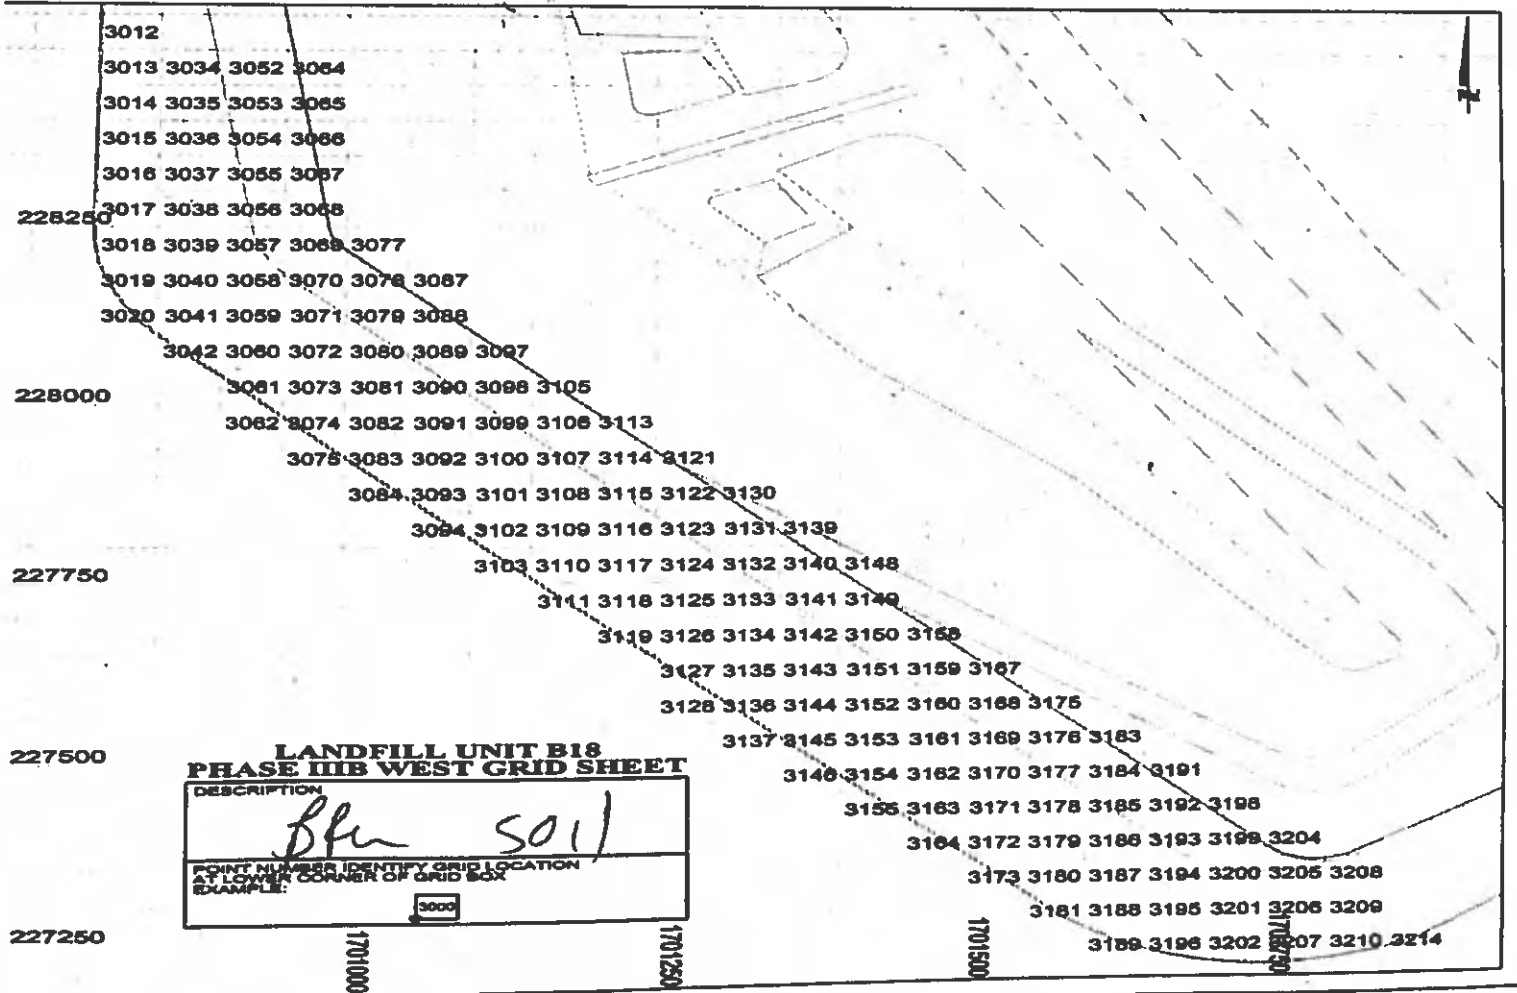 3012
3013 3034 3052 3064
3014 3035 3053 3065
3015 3036 3054 3066
3016 3037 3055 3067
3017 3038 3056 3068
228250
3018 3039 3057 3069 3077
3019 3040 3058 3070 3078 3087
3020 3041 3059 3071 3079 3088
3042 3060 3072 3080 3089 3097
3061 3073 3081 3090 3098 3105
228000
3062 3074 3082 3091 3099 3106 3113
3075 3083 3092 3100 3107 3114 3121
3084 3093 3101 3108 3115 3122 3130
3094 3102 3109 3116 3123 3131 3139
3103 3110 3117 3124 3132 3140 3148
227750
3111 3118 3125 3133 3141 3149
3119 3126 3134 3142 3150 3158
3127 3135 3143 3151 3159 3167
3128 3136 3144 3152 3160 3168 3175
3137 3145 3153 3161 3169 3176 3183
227500
3146 3154 3162 3170 3177 3184 3191
3155 3163 3171 3178 3185 3192 3198
3164 3172 3179 3186 3193 3199 3204
3173 3180 3187 3194 3200 3205 3208
3181 3188 3195 3201 3206 3209
3189 3196 3202 3207 3210 3214
227250
LANDFILL UNIT B18
PHASE IIIB WEST GRID SHEET
DESCRIPTION
soil
POINT NUMBER IDENTIFY GRID LOCATION
AT LOWER CORNER OF GRID BOX
EXAMPLE:
3000
1701000
1701250
1701500
1701750